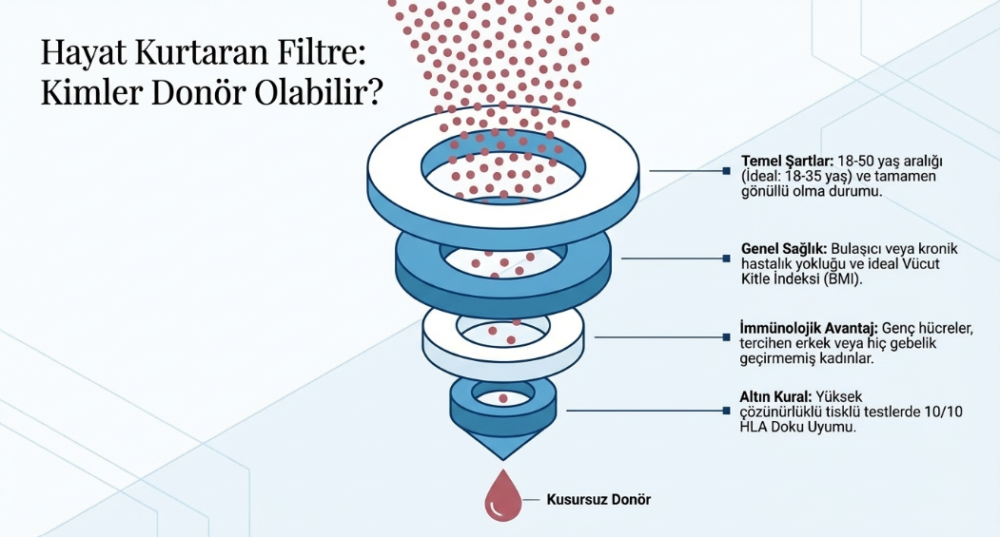 Hayat Kurtaran Filtre:
Kimler Donör Olabilir?
Temel Şartlar: 18-50 yaş aralığı
(İdeal: 18-35 yaş) ve tamamen
gönüllü olma durumu.
Genel Sağlık: Bulaşıcı veya kronik
hastalık yokluğu ve ideal Vücut
Kitle İndeksi (BMI).
İmmünolojik Avantaj: Genç hücreler,
tercihen erkek veya hiç gebelik
geçirmemiş kadınlar.
Altın Kural: Yüksek
çözünürlüklü tisklü testlerde 10/10
HLA Doku Uyumu.
Kusursuz Donör